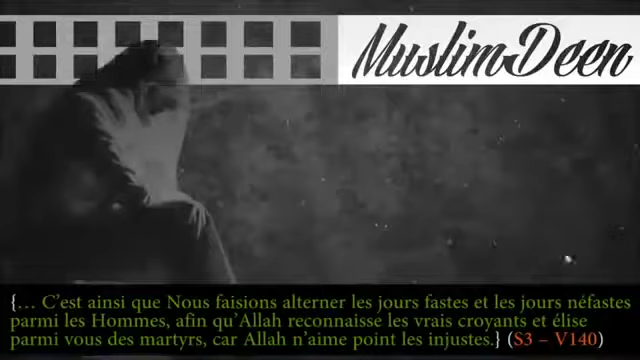 MuslimDeen
{... C'est ainsi que Nous faisions alterner les jours fastes et les jours néfastes
parmi les Hommes, afin qu'Allah reconnaisse les vrais croyants et élise
parmi vous des martyrs, car Allah n'aime point les injustes.} (S3 – V140)